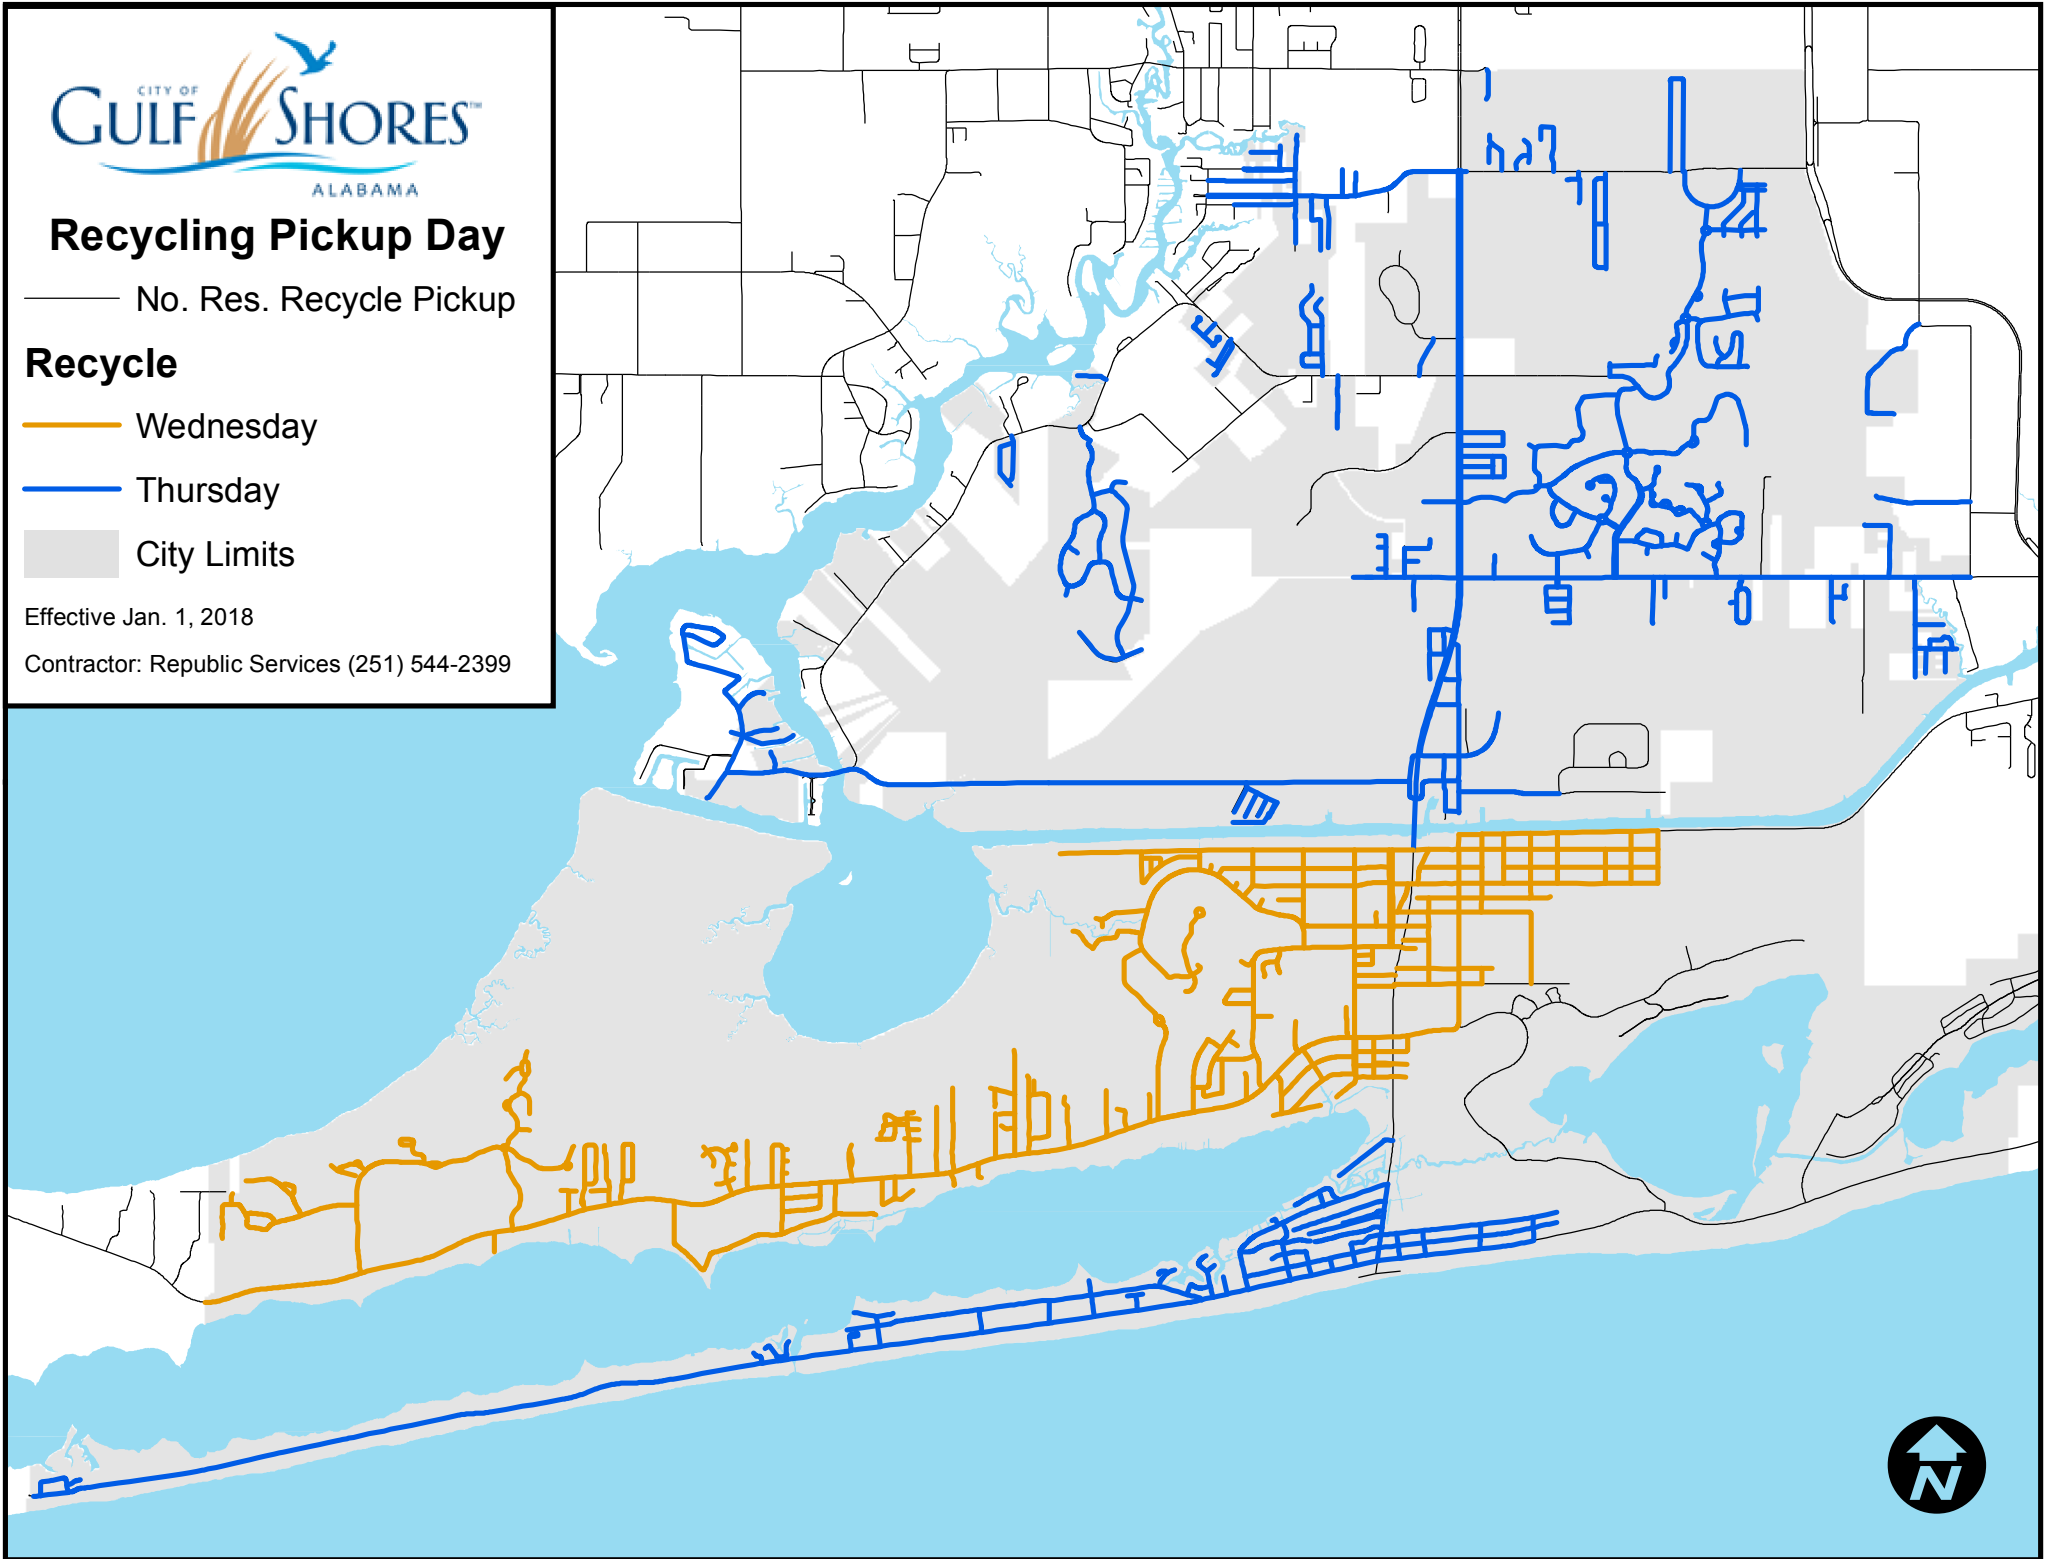 CITY OF
GULF SHORES™
ALABAMA
Recycling Pickup Day
No. Res. Recycle Pickup
Recycle
Wednesday
Thursday
City Limits
Effective Jan. 1, 2018
Contractor: Republic Services (251) 544-2399
N